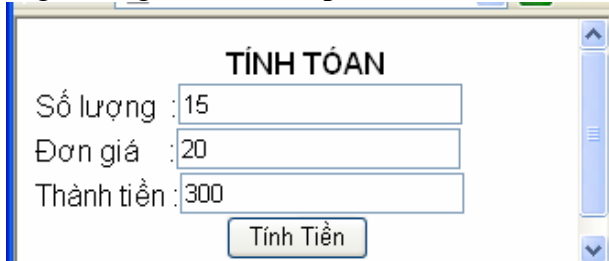 TÍNH TÓAN
Số lượng :15
Đơn giá :20
Thành tiền :300
Tính Tiền